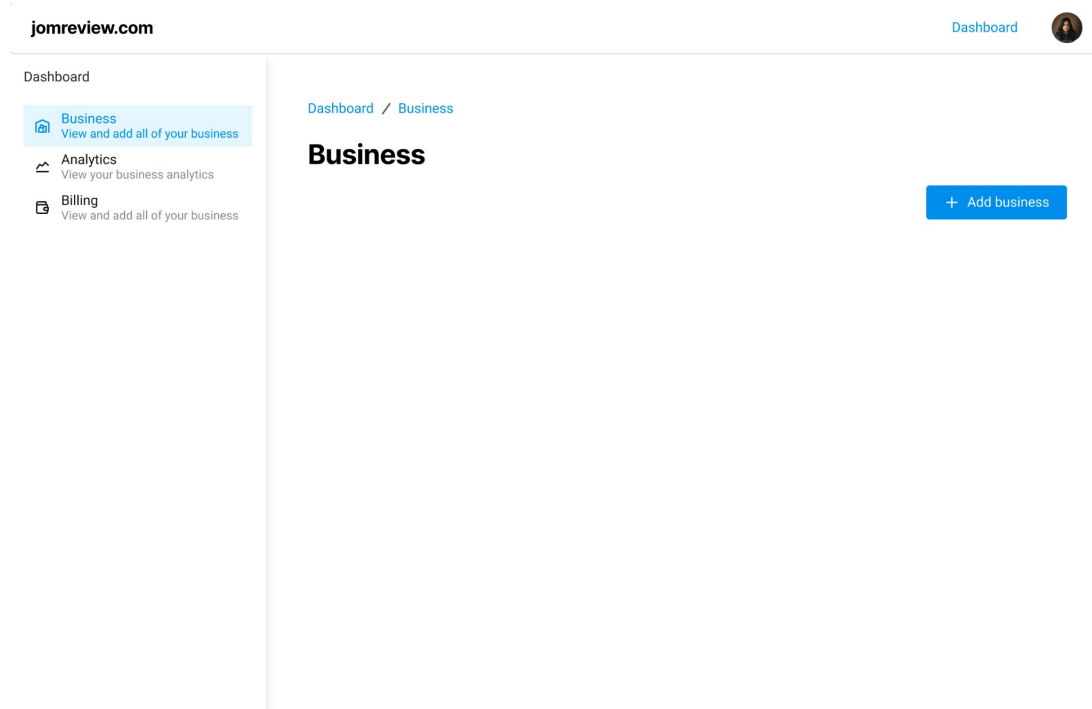 jomreview.com
Dashboard
Dashboard
Business
View and add all of your business
Analytics
View your business analytics
Billing
View and add all of your business
Dashboard / Business
Business
+ Add business